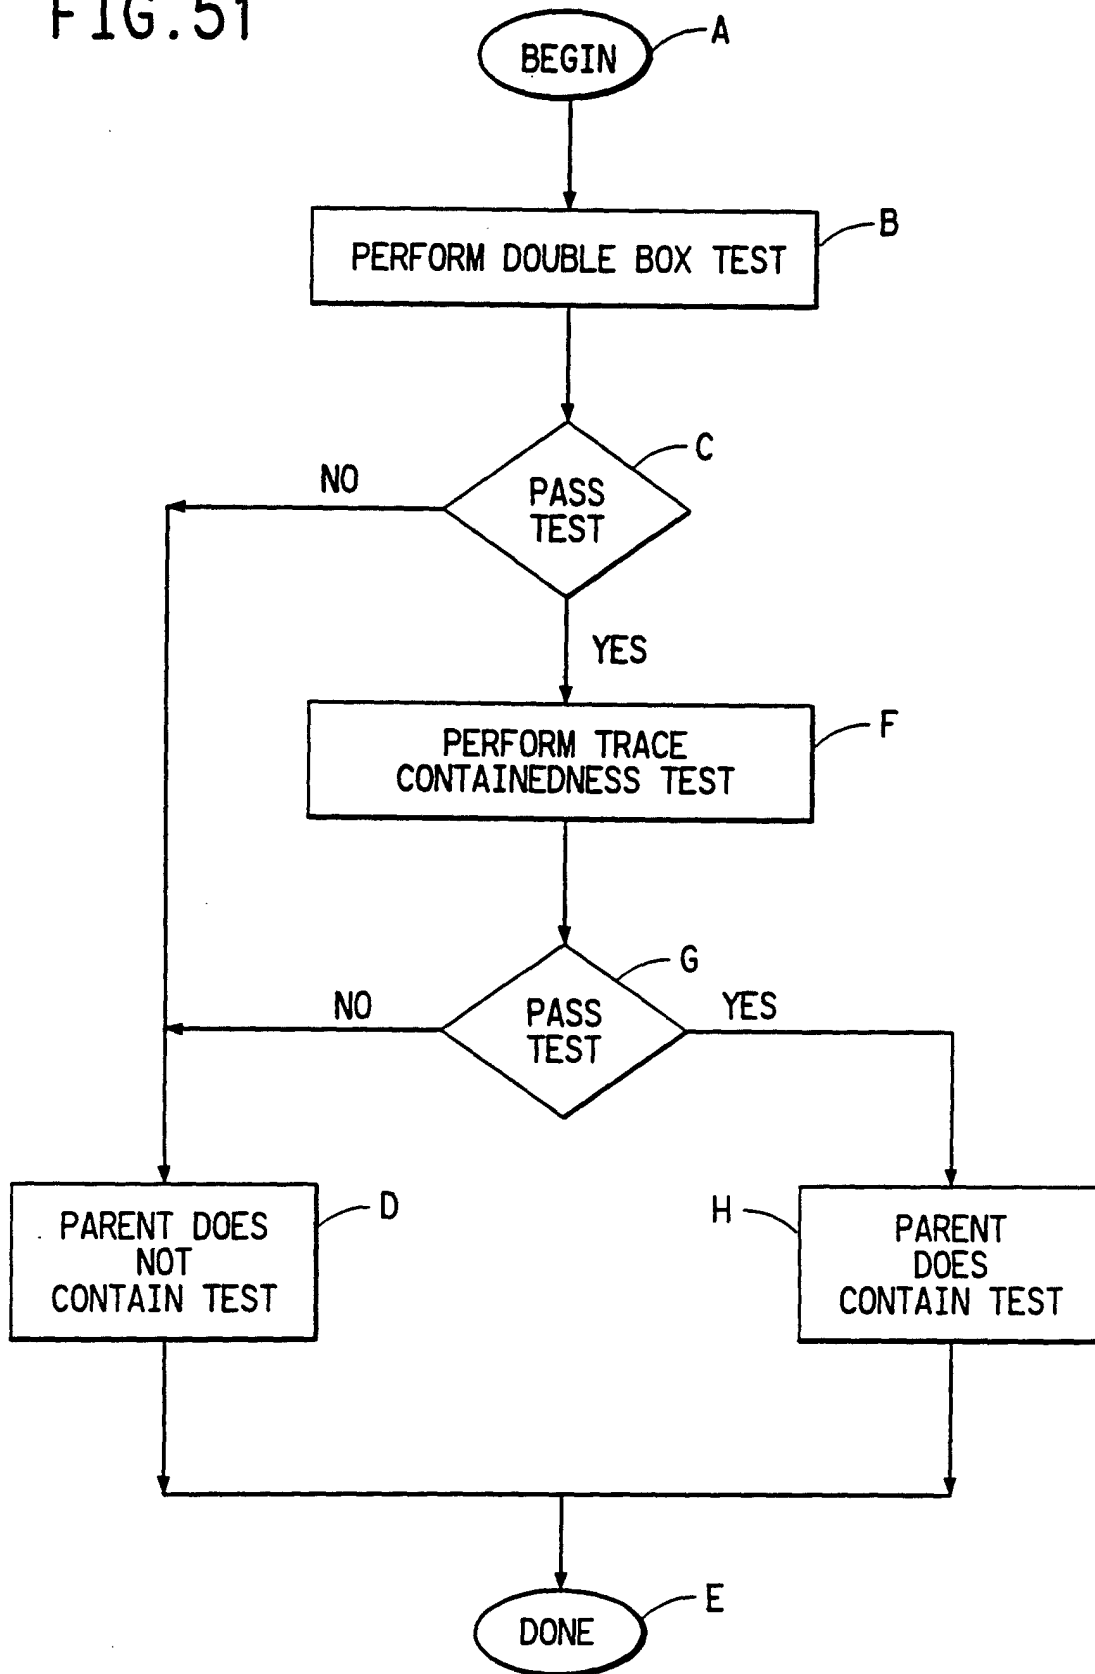 FIG.51
BEGIN
A
PERFORM DOUBLE BOX TEST
B
PASS
TEST
C
NO
YES
PERFORM TRACE
CONTAINEDNESS TEST
F
PASS
TEST
G
NO
YES
PARENT DOES
NOT
CONTAIN TEST
D
H
PARENT
DOES
CONTAIN TEST
DONE
E